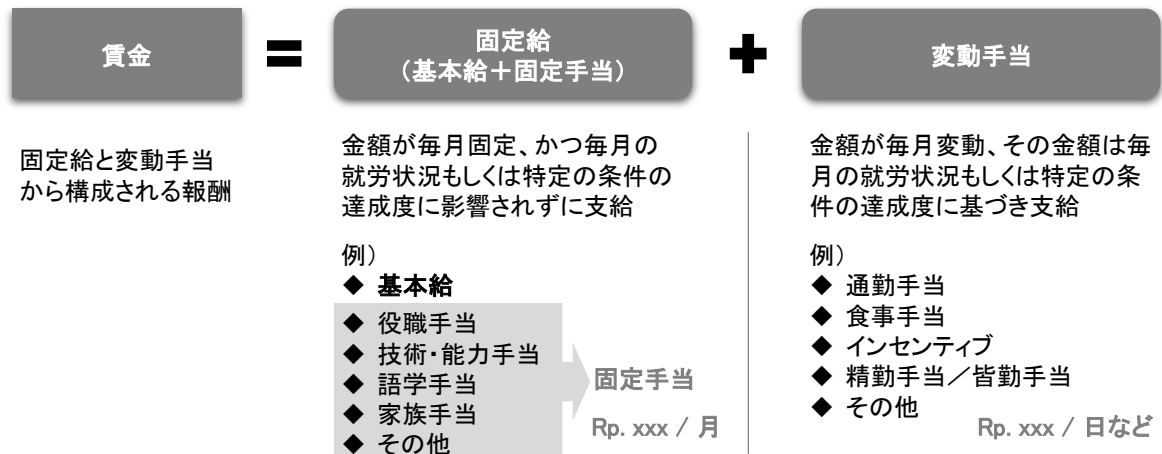 賃金
=
固定給
(基本給+固定手当)
+
変動手当
固定給と変動手当
から構成される報酬
金額が毎月固定、かつ毎月の
就労状況もしくは特定の条件の
達成度に影響されずに支給
例)
◆ 基本給
◆ 役職手当
◆ 技術・能力手当
◆ 語学手当
◆ 家族手当
◆ その他
固定手当
Rp. xxx / 月
金額が毎月変動、その金額は毎
月の就労状況もしくは特定の条
件の達成度に基づき支給
例)
◆ 通勤手当
◆ 食事手当
◆ インセンティブ
◆ 精勤手当/皆勤手当
◆ その他
Rp. xxx / 日など